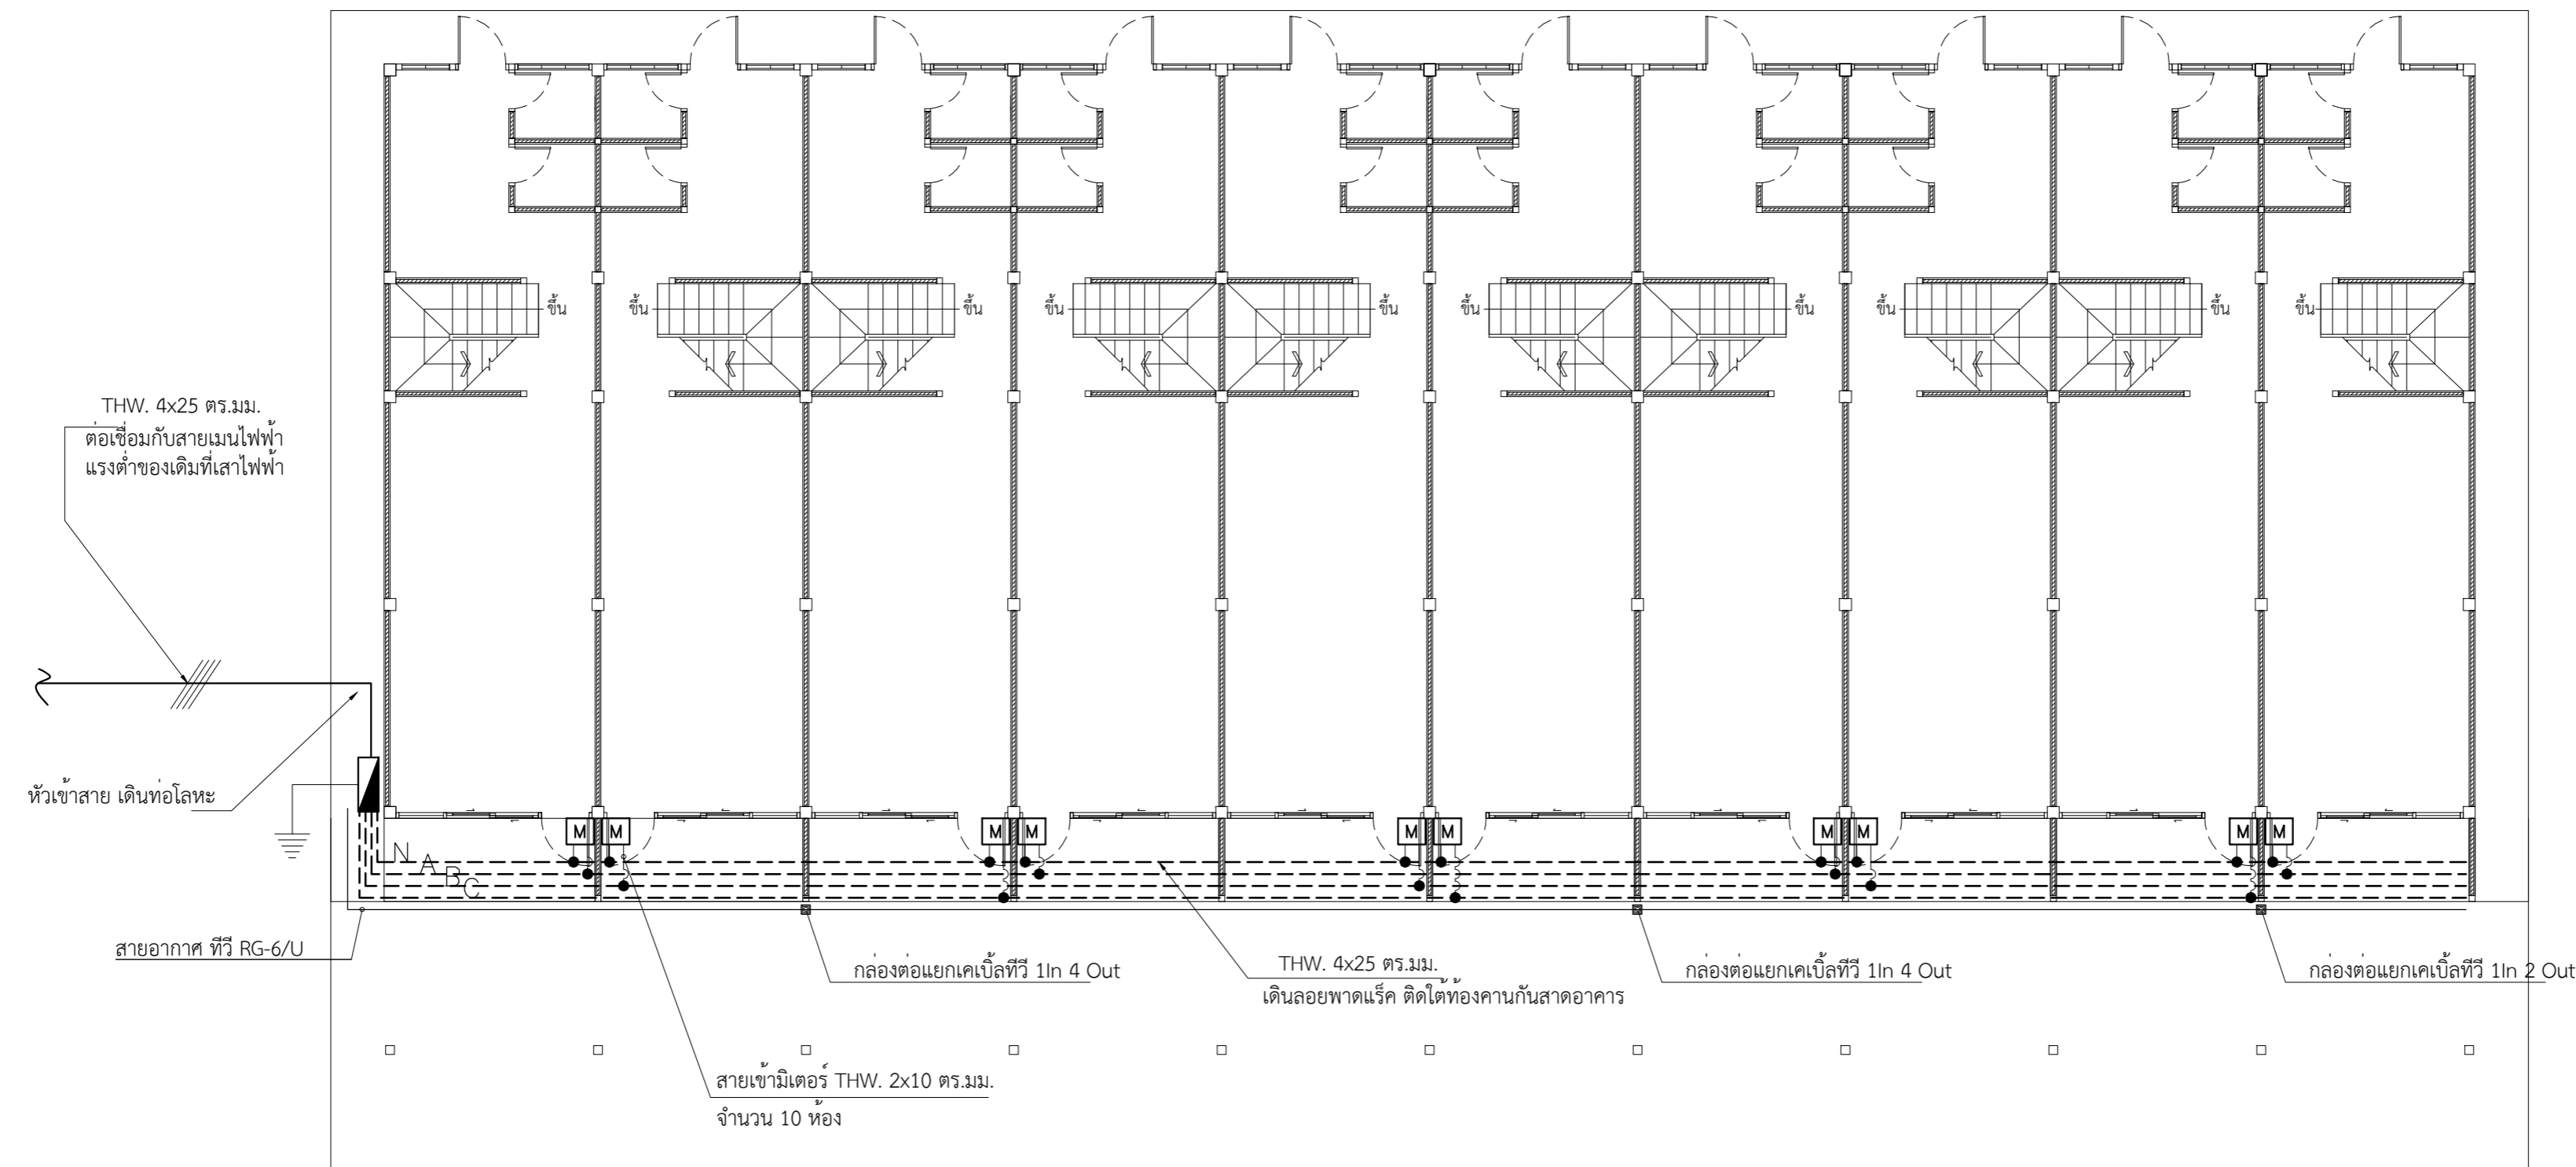 ขึ้น
ขึ้น
ขึ้น
ขึ้น
ขึ้น
ขึ้น
ขึ้น
ขึ้น
ขึ้น
ขึ้น
THW. 4x25 ตร.มม.
ต่อเชื่อมกับสายเมนไฟฟ้า
แรงต่ำของเดิมที่เสาไฟฟ้า
หัวเข้าสาย เดินท่อโลหะ
M
M
M
M
M
M
M
M
M
M
N
A
B
C
สายอากาศ ทีวี RG-6/U
กล่องต่อแยกเคเบิ้ลทีวี 1In 4 Out
THW. 4x25 ตร.มม.
เดินลอยพาดแร็ค ติดใต้ท้องคานกันสาดอาคาร
กล่องต่อแยกเคเบิ้ลทีวี 1In 4 Out
กล่องต่อแยกเคเบิ้ลทีวี 1In 2 Out
สายเข้ามิเตอร์ THW. 2x10 ตร.มม.
จำนวน 10 ห้อง